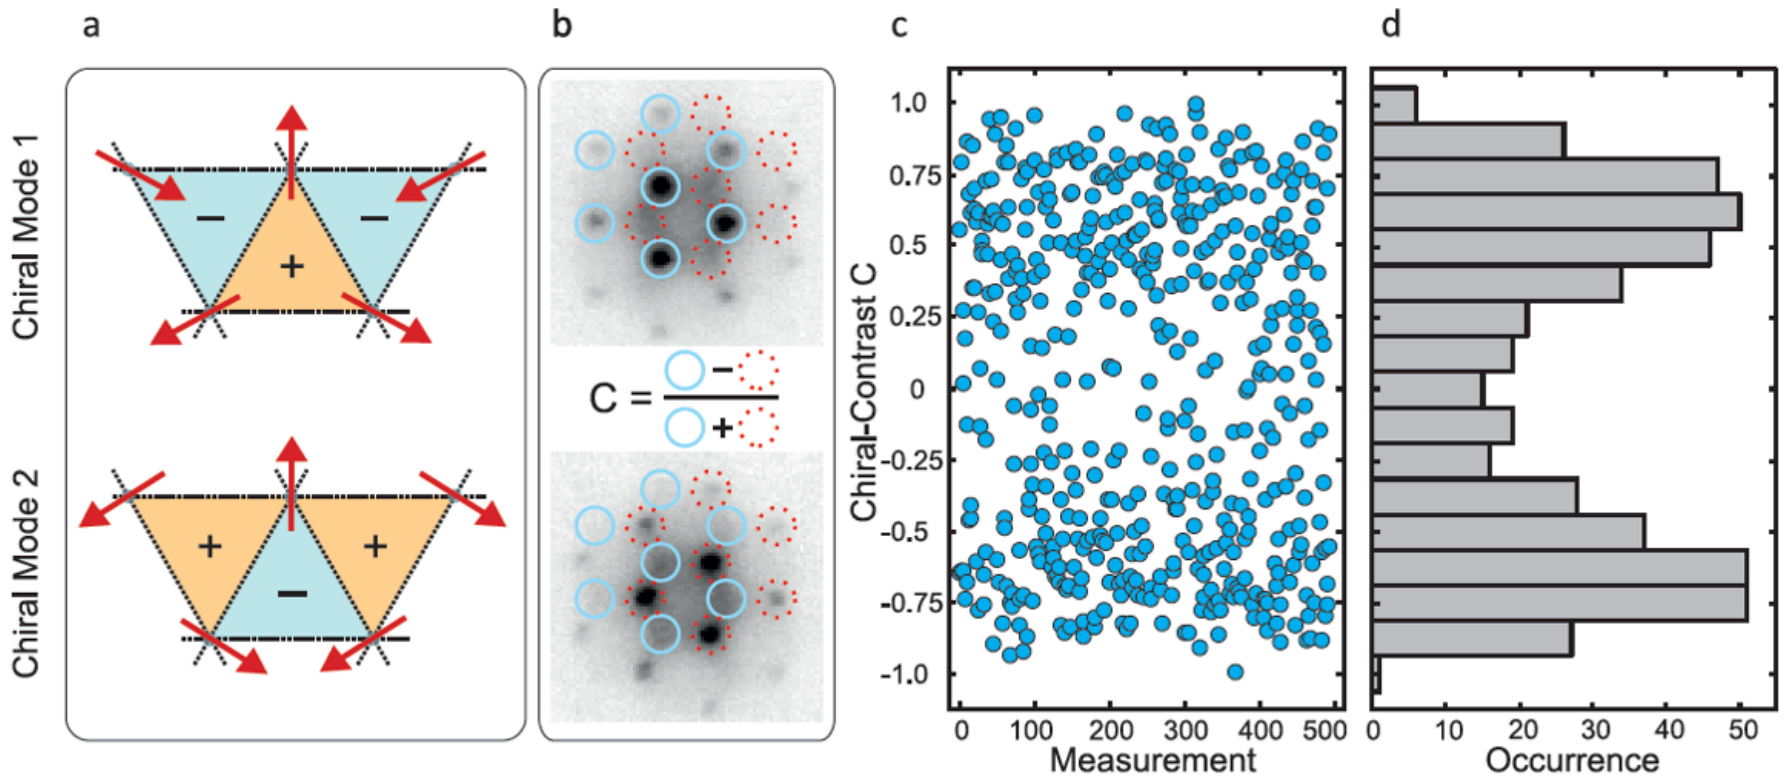 a
b
c
d
Chiral Mode 1
Chiral Mode 2
−
−
+
+
+
−
C =
−
+
Chiral-Contrast C
1.0
0.75
0.5
0.25
0
-0.25
-0.5
-0.75
-1.0
0 100 200 300 400 500
Measurement
0 10 20 30 40 50
Occurrence